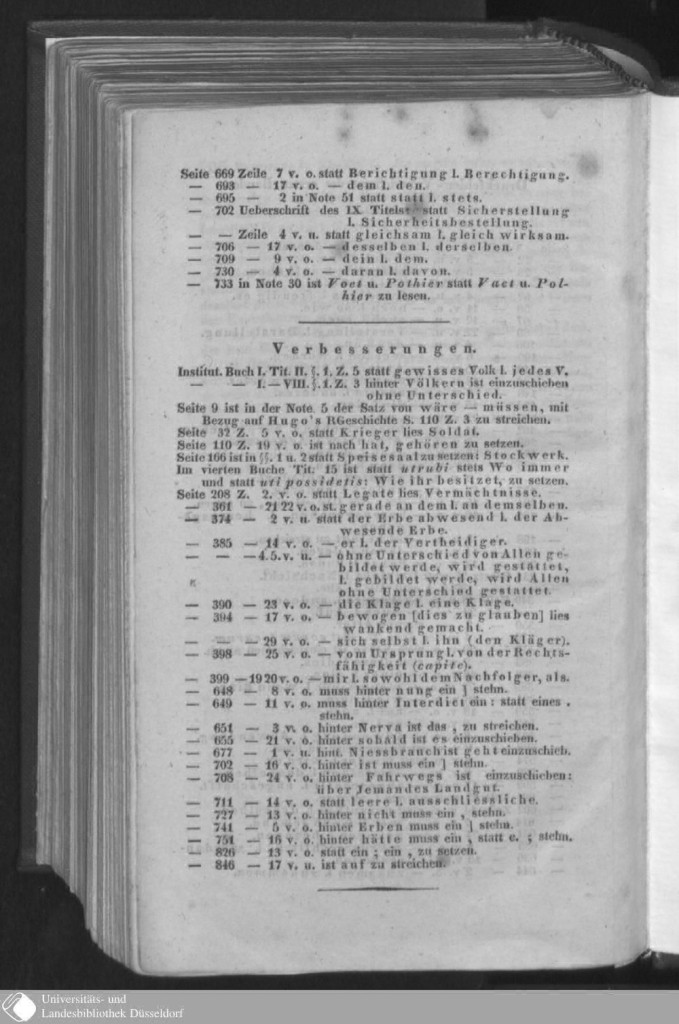 Seite 669 Zeile 7 v. o. statt Berichtigung l. Berechtigung.
— 693 — 17 v. o. — dem l. den.
— 695 — 2 in Note 51 statt statt l. stets.
— 702 Ueberschrift des IX. Titels statt Sicherstellung
l. Sicherheitsbestellung.
— — Zeile 4 v. u. statt gleichsam l. gleich wirksam.
— 706 — 17 v. o. — desselben l. derselben.
— 709 — 9 v. o. — dein l. dem.
— 730 — 4 v. o. — daran l. davon.
— 733 in Note 30 ist Voet u. Pothier statt Vaet u. Pol-
hier zu lesen.
Verbesserungen.
Institut. Buch I. Tit. II. §. 1. Z. 5 statt gewisses Volk l. jedes V.
— — I. — VIII. §. 1. Z. 3 hinter Völkern ist einzuschieben
ohne Unterschied.
Seite 9 ist in der Note 5 der Satz von wäre — müssen, mit
Bezug auf Hugo's RGeschichte S. 110 Z. 3 zu streichen.
Seite 32 Z. 5 v. o. statt Krieger lies Soldat.
Seite 110 Z. 19 v. o. ist nach hat, gehören zu setzen.
Seite 166 ist in §§. 1 u. 2 statt Speisesaal zu setzen: Stockwerk.
Im vierten Buche Tit. 15 ist statt utrubi stets Wo immer
und statt uti possidetis: Wie ihr besitzet, zu setzen.
Seite 208 Z. 2. v. o. statt Legate lies Vermächtnisse.
— 361 — 21 22 v. o. st. gerade an dem l. an demselben.
— 374 — 2 v. u. statt der Erbe abwesend l. der Ab-
wesende Erbe.
— 385 — 14 v. o. — er l. der Vertheidiger.
— — — 4. 5. v. u. — ohne Unterschied von Allen ge-
bildet werde, wird gestattet,
l. gebildet werde, wird Allen
ohne Unterschied gestattet.
— 390 — 23 v. o. — die Klage l. eine Klage.
— 394 — 17 v. o. — bewogen [dies zu glauben] lies
wankend gemacht.
— — — 29 v. o. — sich selbst l. ihn (den Kläger).
— 398 — 25 v. o. — vom Ursprung l. von der Rechts-
fähigkeit (capite).
— 399 — 19 20 v. o. — mir l. sowohl dem Nachfolger, als.
— 648 — 8 v. o. muss hinter nung ein ] stehn.
— 649 — 11 v. o. muss hinter Interdict ein : statt eines .
stehn.
— 651 — 3 v. o. hinter Nerva ist das , zu streichen.
— 655 — 21 v. o. hinter sobald ist es einzuschieben.
— 677 — 1 v. u. hint. Niessbrauch ist geht einzuschieb.
— 702 — 16 v. o. hinter ist muss ein ] stehn.
— 708 — 24 v. o. hinter Fahrwegs ist einzuschieben:
über Jemandes Landgut.
— 711 — 14 v. o. statt leere l. ausschliessliche.
— 727 — 13 v. o. hinter nicht muss ein , stehn.
— 741 — 5 v. o. hinter Erben muss ein ] stehn.
— 751 — 16 v. o. hinter hätte muss ein , statt e. ; stehn.
— 826 — 13 v. o. statt ein ; ein , zu setzen.
— 846 — 17 v. u. ist auf zu streichen.
Universitäts- und
Landesbibliothek Düsseldorf